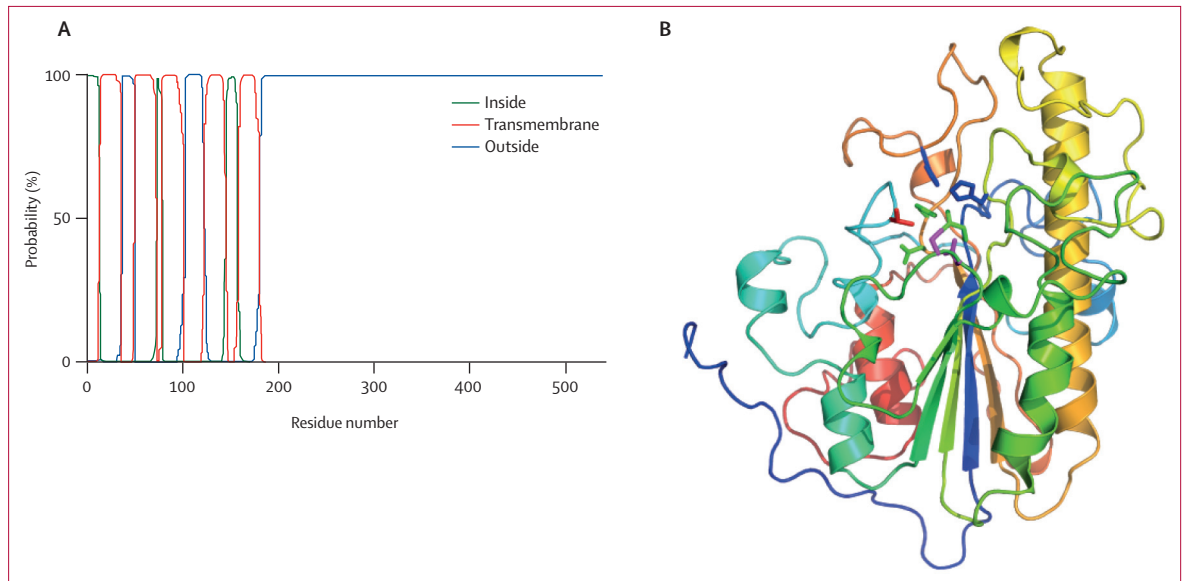 A
B
100
50
0
Probability (%)
Inside
Transmembrane
Outside
0
100
200
300
400
500
Residue number